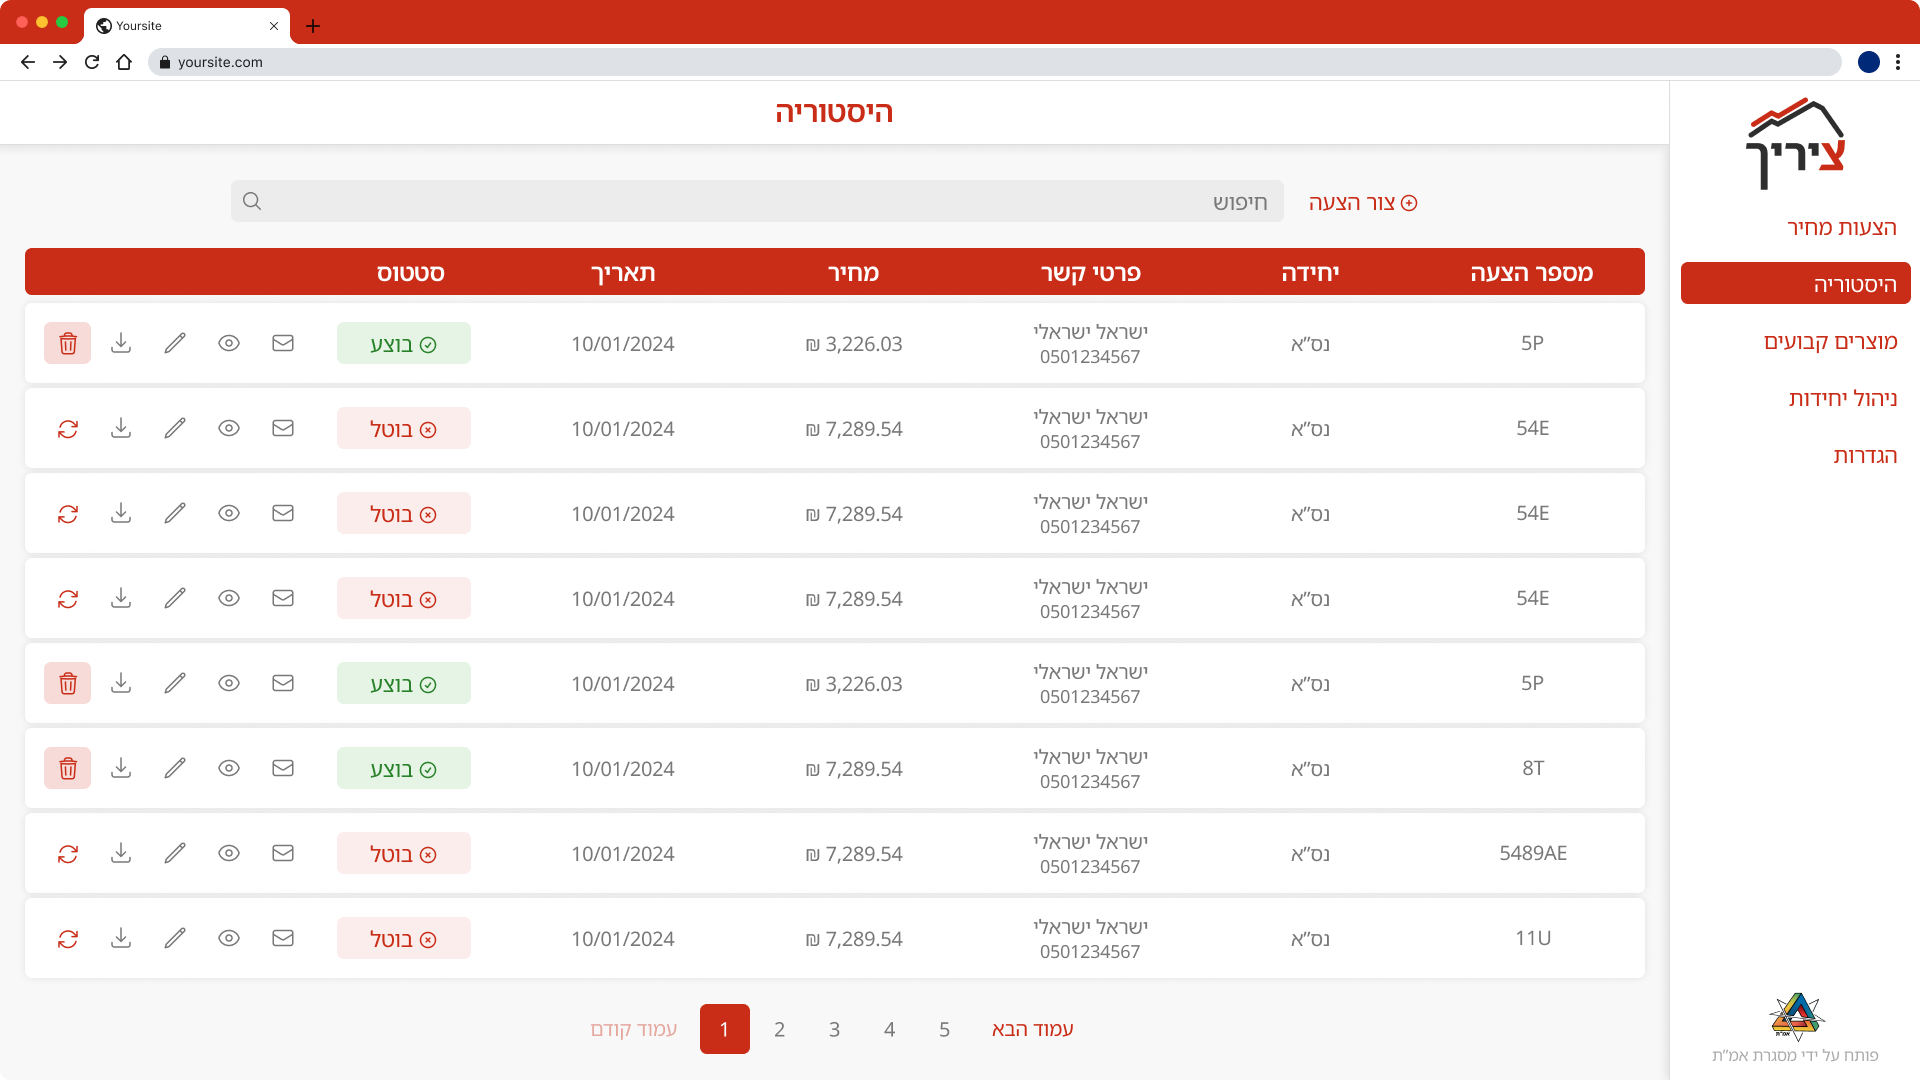 Yoursite
yoursite.com
היסטוריה
ציריך
הצעות מחיר
היסטוריה
מוצרים קבועים
ניהול יחידות
הגדרות
צור הצעה
חיפוש
מספר הצעה יחידה פרטי קשר מחיר תאריך סטטוס
5P נס״א ישראל ישראלי 0501234567 3,226.03 ₪ 10/01/2024 בוצע
54E נס״א ישראל ישראלי 0501234567 7,289.54 ₪ 10/01/2024 בוטל
54E נס״א ישראל ישראלי 0501234567 7,289.54 ₪ 10/01/2024 בוטל
54E נס״א ישראל ישראלי 0501234567 7,289.54 ₪ 10/01/2024 בוטל
5P נס״א ישראל ישראלי 0501234567 3,226.03 ₪ 10/01/2024 בוצע
8T נס״א ישראל ישראלי 0501234567 7,289.54 ₪ 10/01/2024 בוצע
5489AE נס״א ישראל ישראלי 0501234567 7,289.54 ₪ 10/01/2024 בוטל
11U נס״א ישראל ישראלי 0501234567 7,289.54 ₪ 10/01/2024 בוטל
עמוד קודם 1 2 3 4 5 עמוד הבא
אמ״ת
פותח על ידי מסגרת אמ״ת